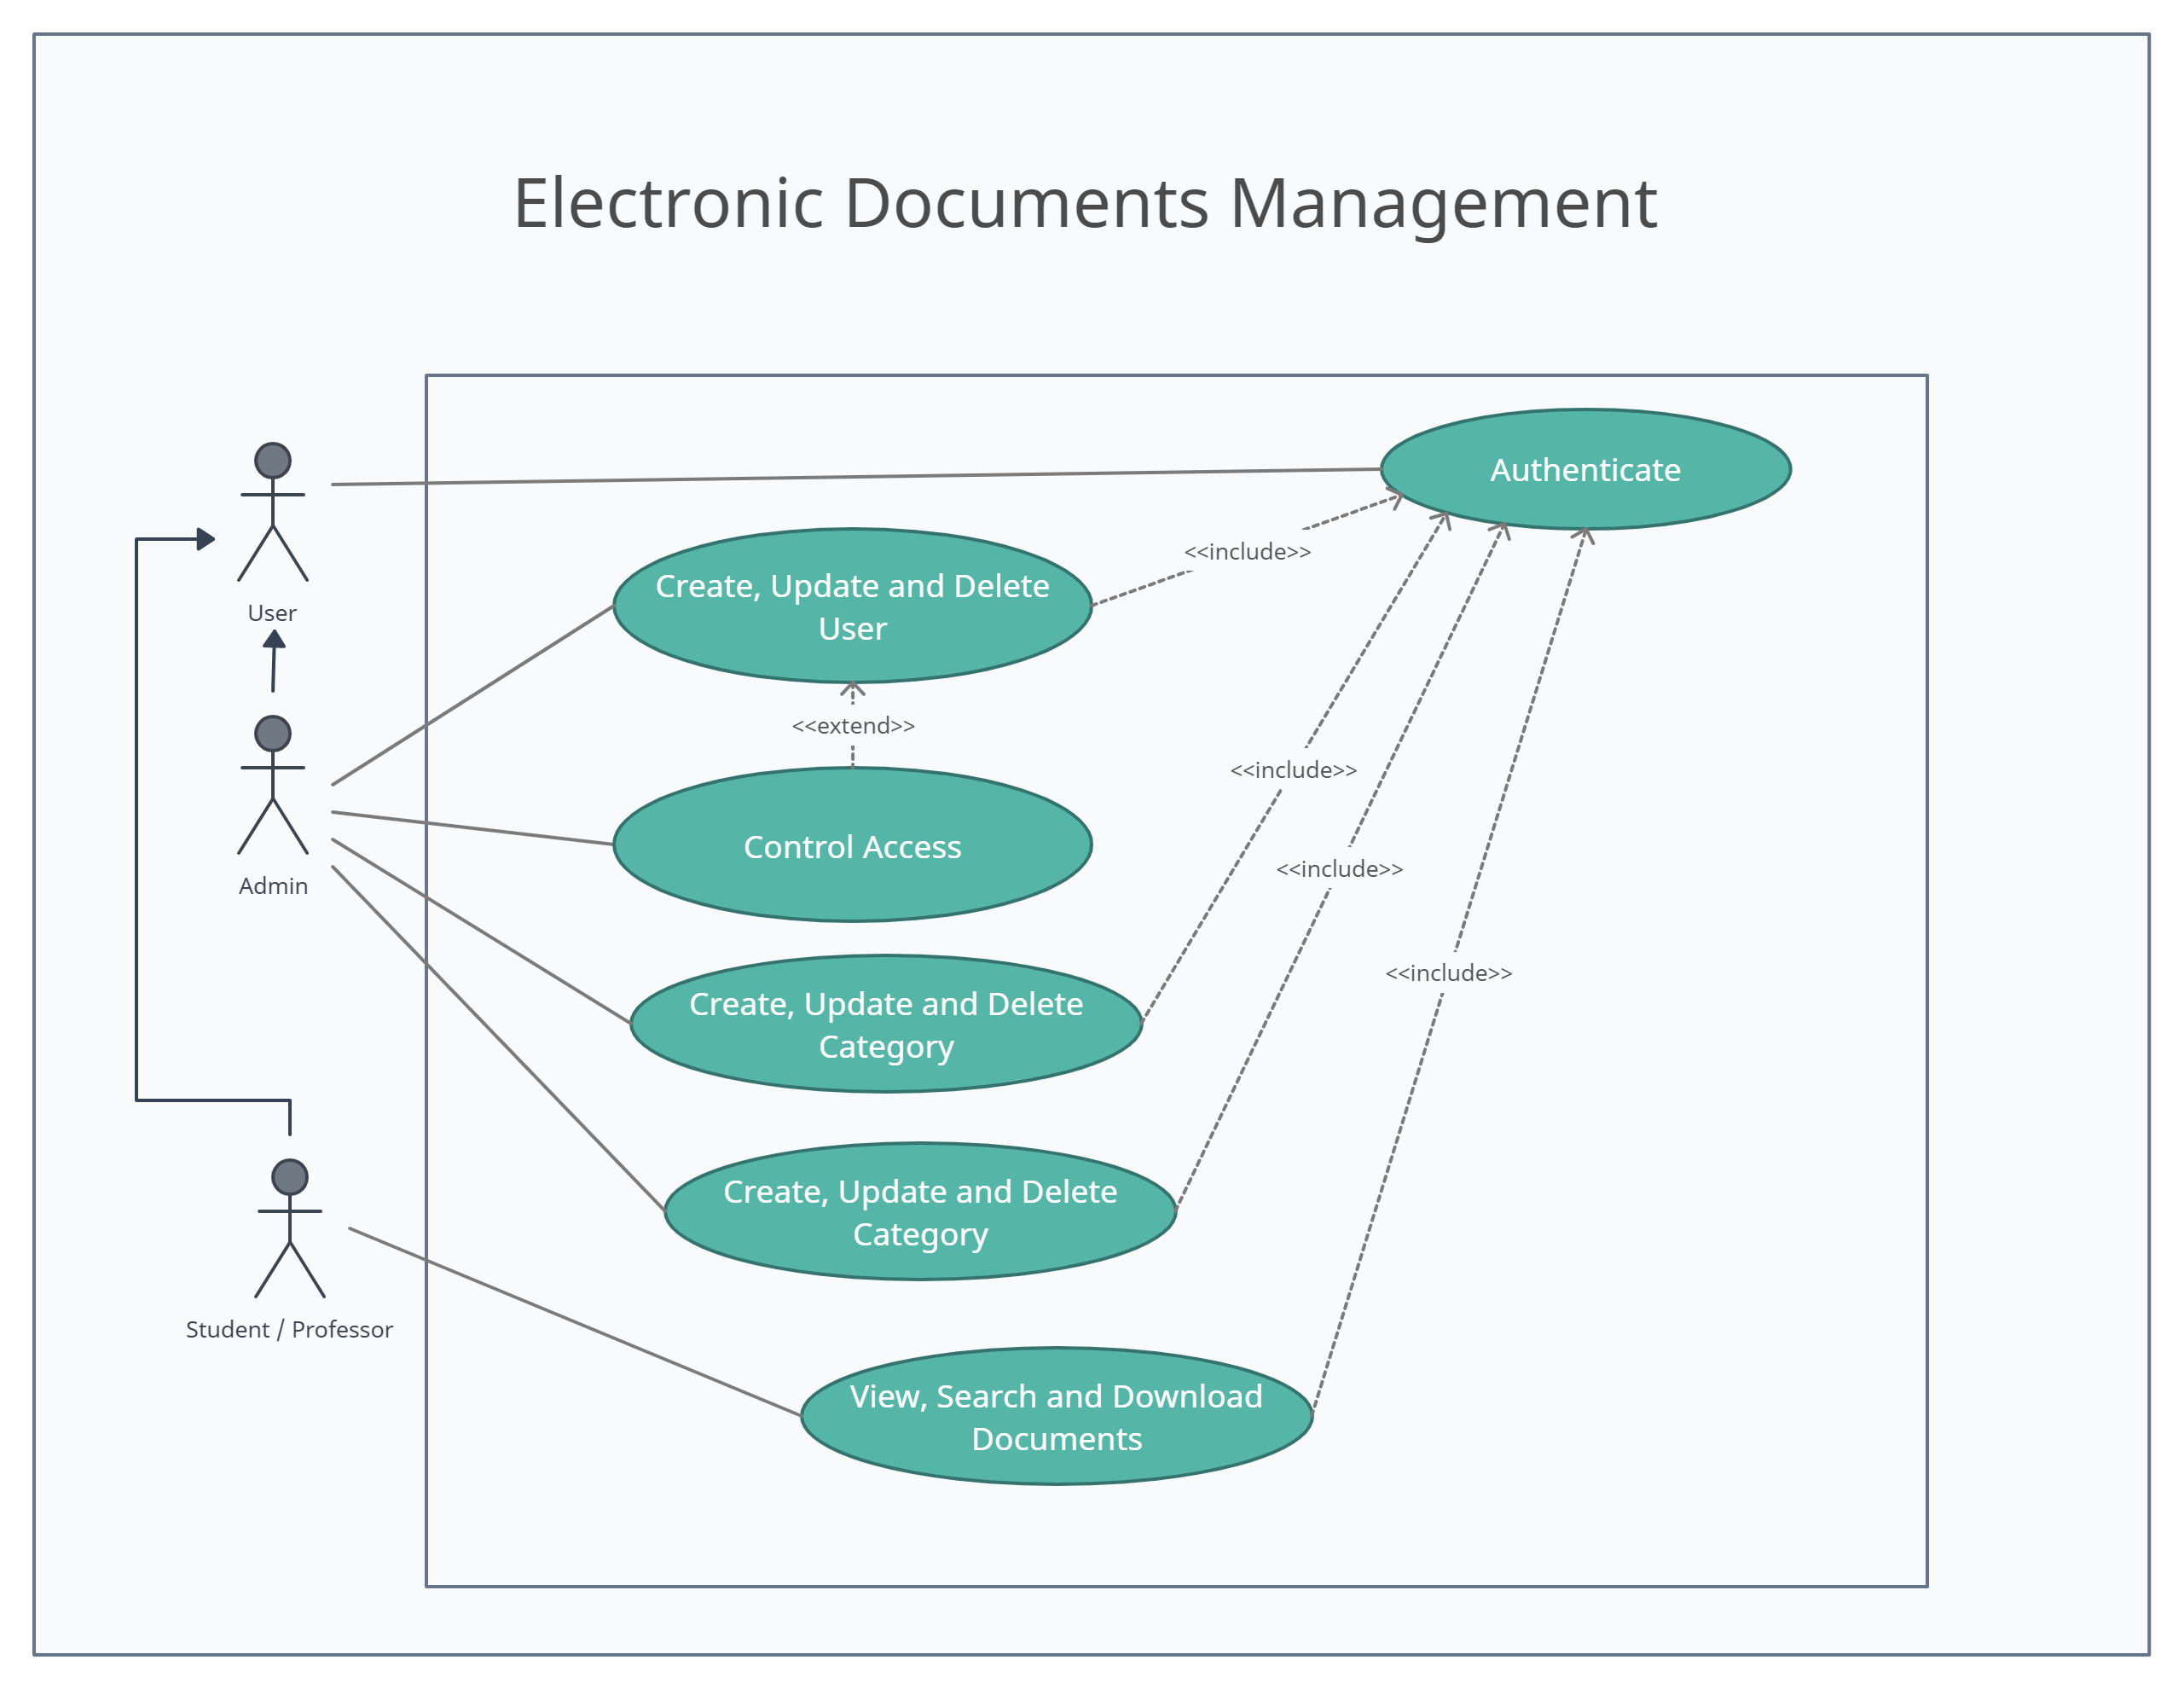 Electronic Documents Management
Authenticate
User
Create, Update and Delete
User
<<include>>
<<extend>>
Admin
Control Access
<<include>>
<<include>>
Create, Update and Delete
Category
<<include>>
Create, Update and Delete
Category
Student / Professor
View, Search and Download
Documents